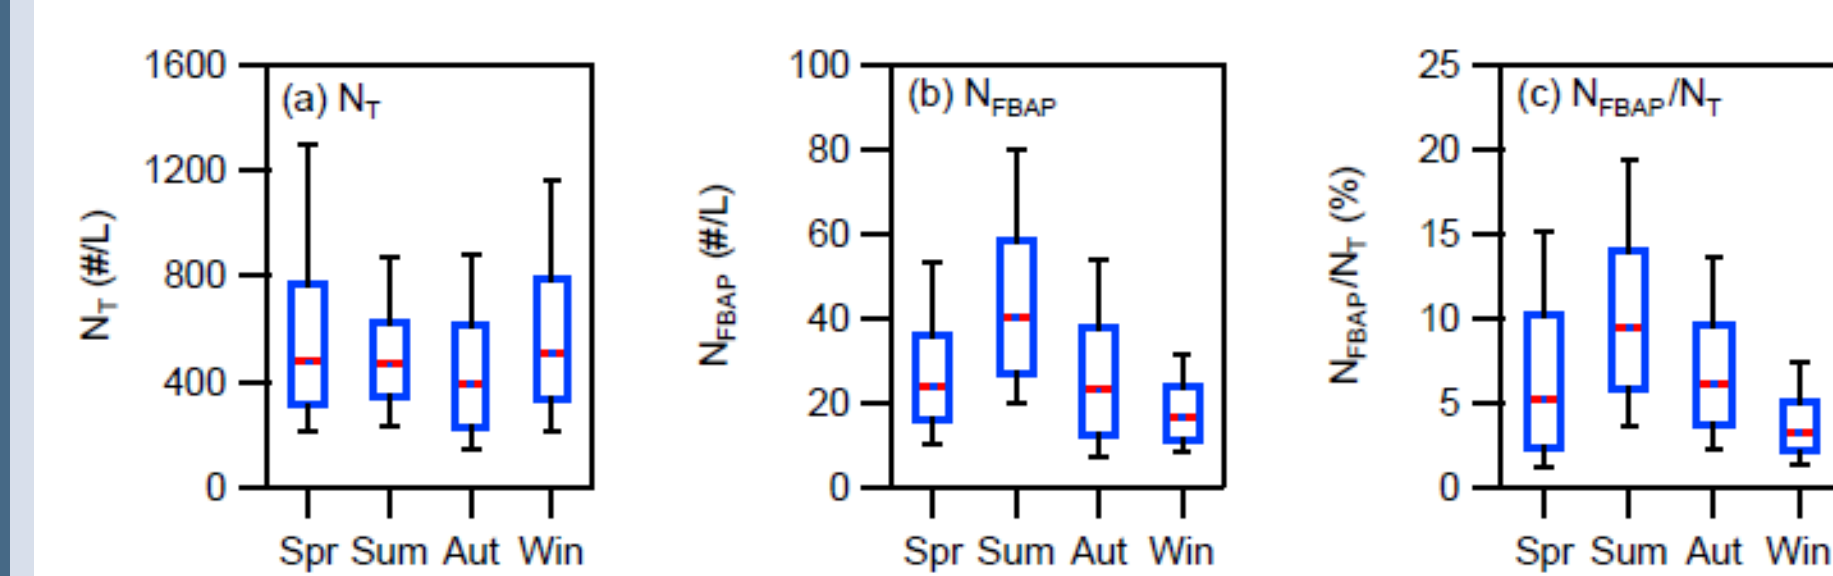 (a) N_T
N_T (#/L)
1600
1200
800
400
0
Spr Sum Aut Win
(b) N_FBAP
N_FBAP (#/L)
100
80
60
40
20
0
Spr Sum Aut Win
(c) N_FBAP/N_T
N_FBAP/N_T (%)
25
20
15
10
5
0
Spr Sum Aut Win